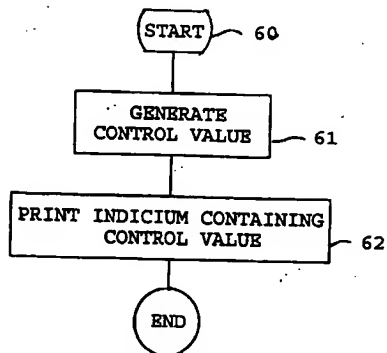 START 60
GENERATE
CONTROL VALUE 61
PRINT INDICIUM CONTAINING
CONTROL VALUE 62
END